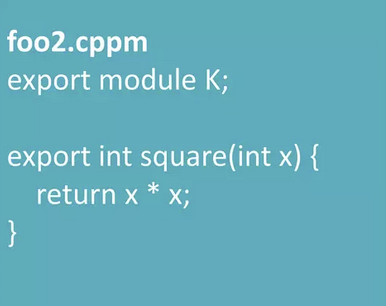 foo2.cppm
export module K;
export int square(int x) {
return x * x;
}